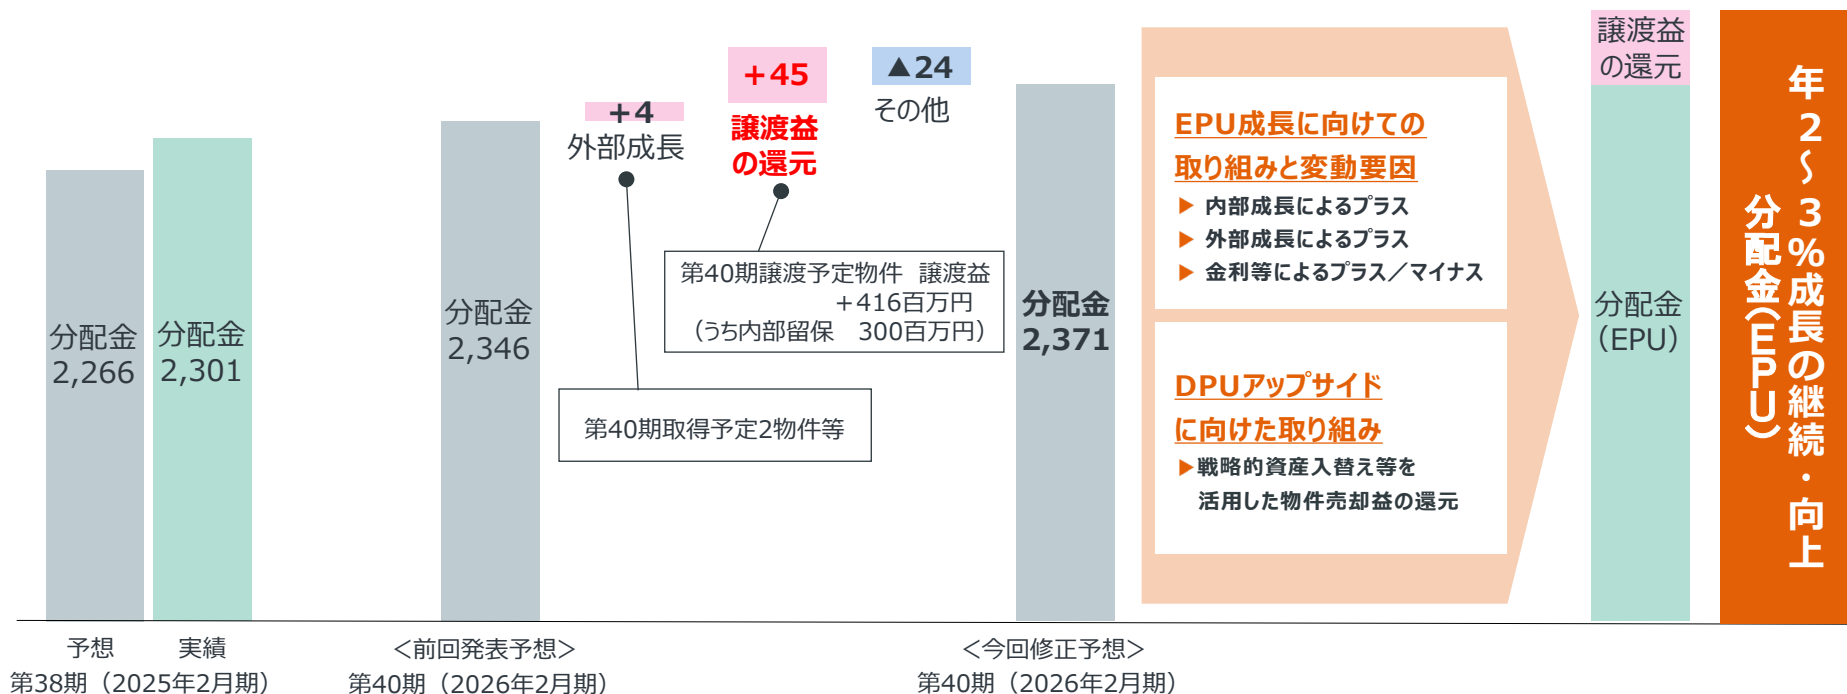 分配金
2,266
分配金
2,301
分配金
2,346
+4
外部成長
+45
譲渡益
の還元
▲24
その他
第40期譲渡予定物件 譲渡益
+416百万円
(うち内部留保 300百万円)
第40期取得予定2物件等
分配金
2,371
EPU成長に向けての
取り組みと変動要因
▶ 内部成長によるプラス
▶ 外部成長によるプラス
▶ 金利等によるプラス/マイナス
DPUアップサイド
に向けた取り組み
▶戦略的資産入替え等を
活用した物件売却益の還元
譲渡益
の還元
分配金
(EPU)
年2~3%成長の継続・向上
分配金(EPU)
予想
実績
第38期(2025年2月期)
<前回発表予想>
第40期(2026年2月期)
<今回修正予想>
第40期(2026年2月期)